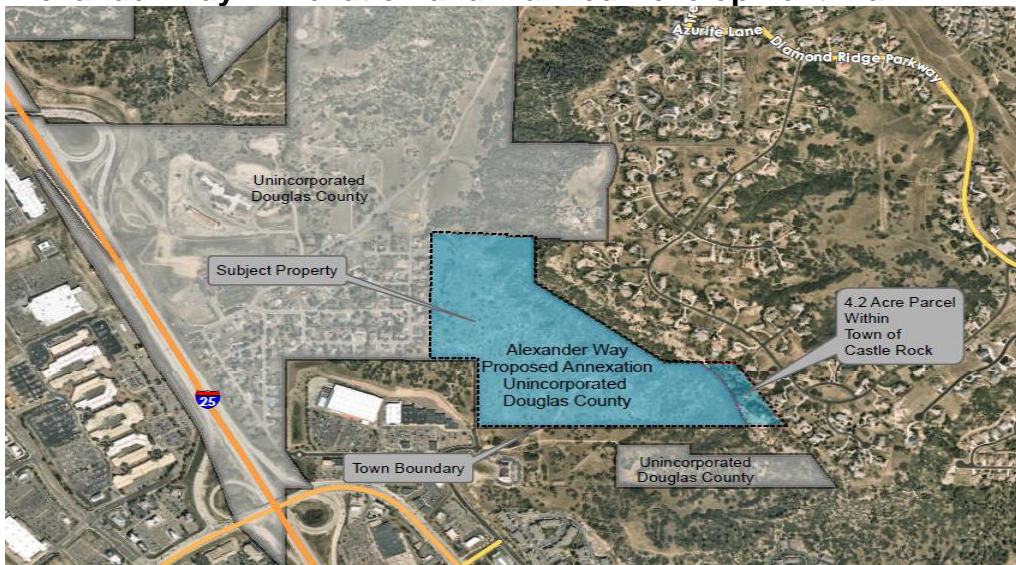 Azurite Lane
Diamond Ridge Parkway
Unincorporated
Douglas County
Subject Property
4.2 Acre Parcel
Within
Town of
Castle Rock
Alexander Way
Proposed Annexation
Unincorporated
Douglas County
25
Town Boundary
Unincorporated
Douglas County